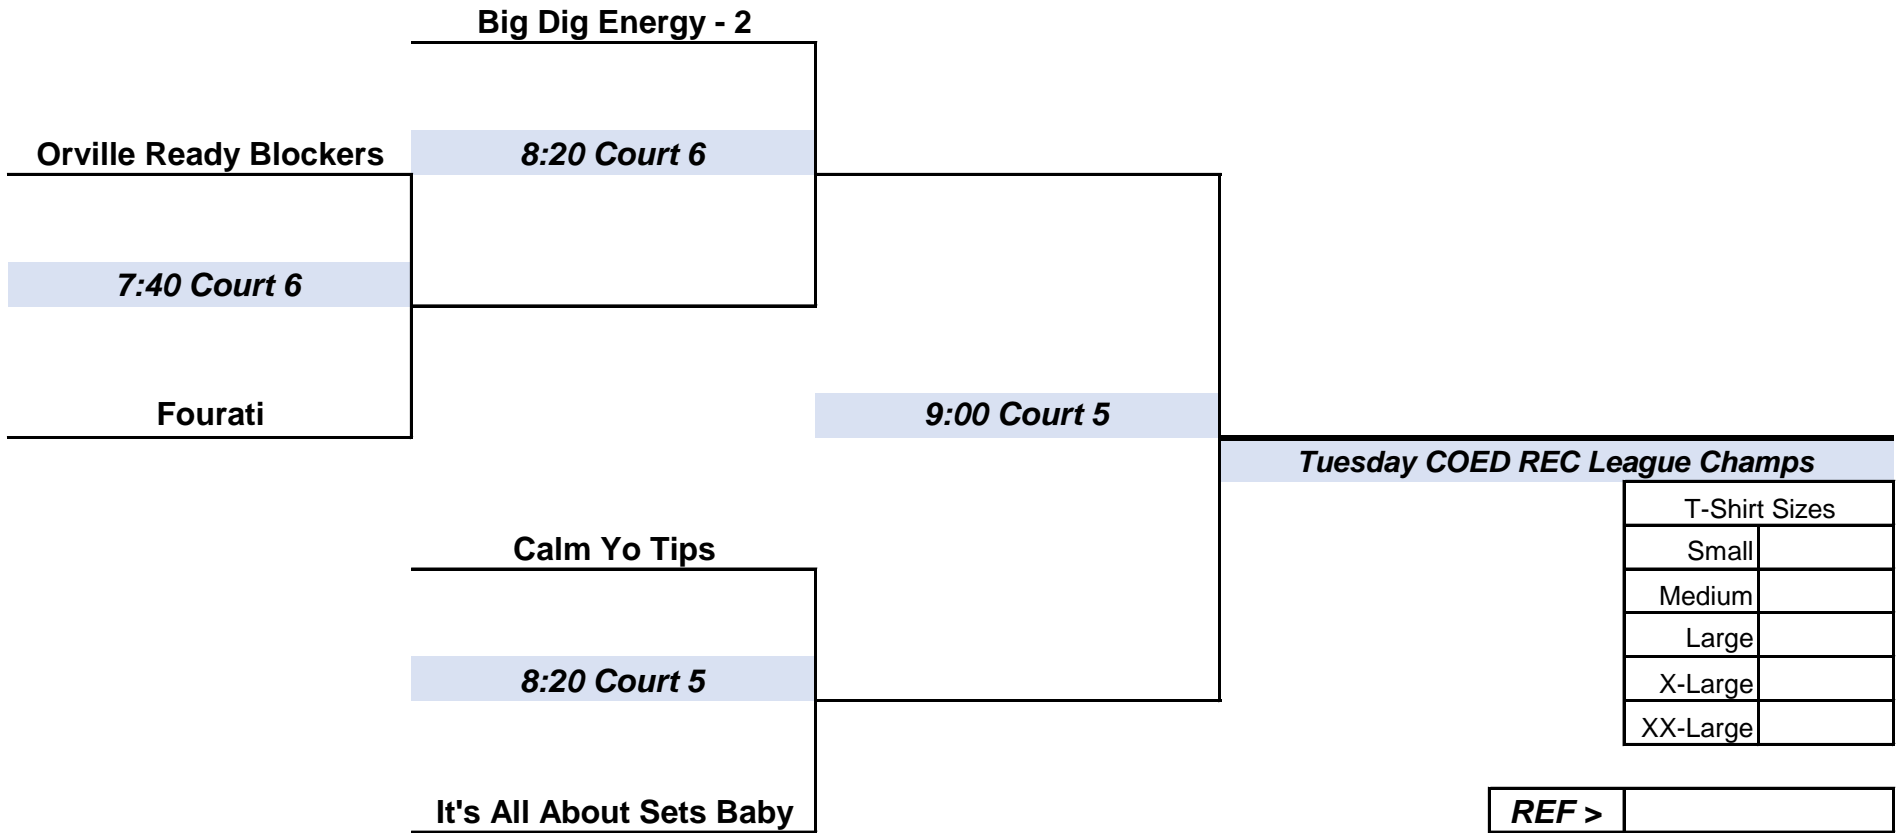 Big Dig Energy - 2
Orville Ready Blockers
8:20 Court 6
7:40 Court 6
Fourati
9:00 Court 5
Tuesday COED REC League Champs
T-Shirt Sizes
Calm Yo Tips
Small
Medium
Large
8:20 Court 5
X-Large
XX-Large
It's All About Sets Baby
REF >